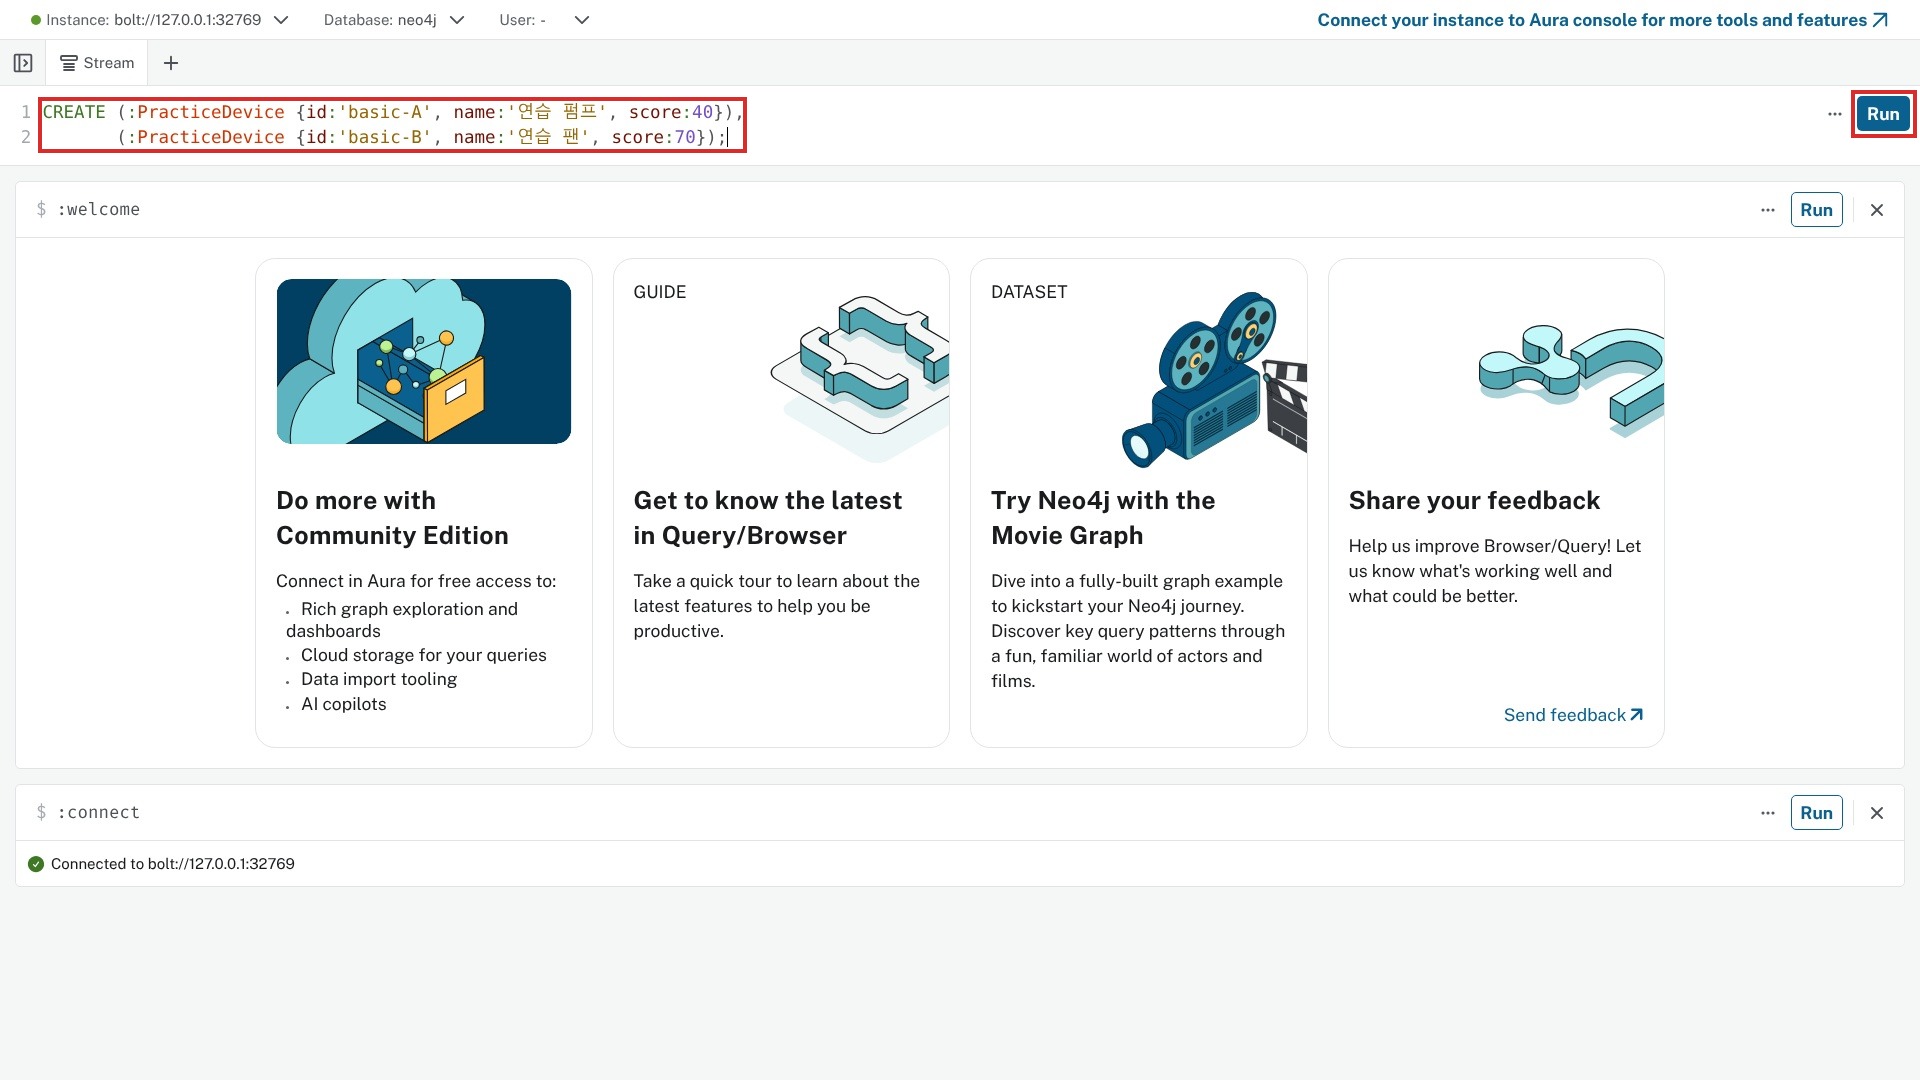 Instance: bolt://127.0.0.1:32769 Database: neo4j User: - Connect your instance to Aura console for more tools and features
Stream
1 CREATE (:PracticeDevice {id:'basic-A', name:'연습 펌프', score:40}),
2 (:PracticeDevice {id:'basic-B', name:'연습 팬', score:70});
Run
$ :welcome
Run
Do more with
Community Edition
Connect in Aura for free access to:
Rich graph exploration and
dashboards
Cloud storage for your queries
Data import tooling
AI copilots
GUIDE
Get to know the latest
in Query/Browser
Take a quick tour to learn about the
latest features to help you be
productive.
DATASET
Try Neo4j with the
Movie Graph
Dive into a fully-built graph example
to kickstart your Neo4j journey.
Discover key query patterns through
a fun, familiar world of actors and
films.
Share your feedback
Help us improve Browser/Query! Let
us know what's working well and
what could be better.
Send feedback
$ :connect
Run
Connected to bolt://127.0.0.1:32769